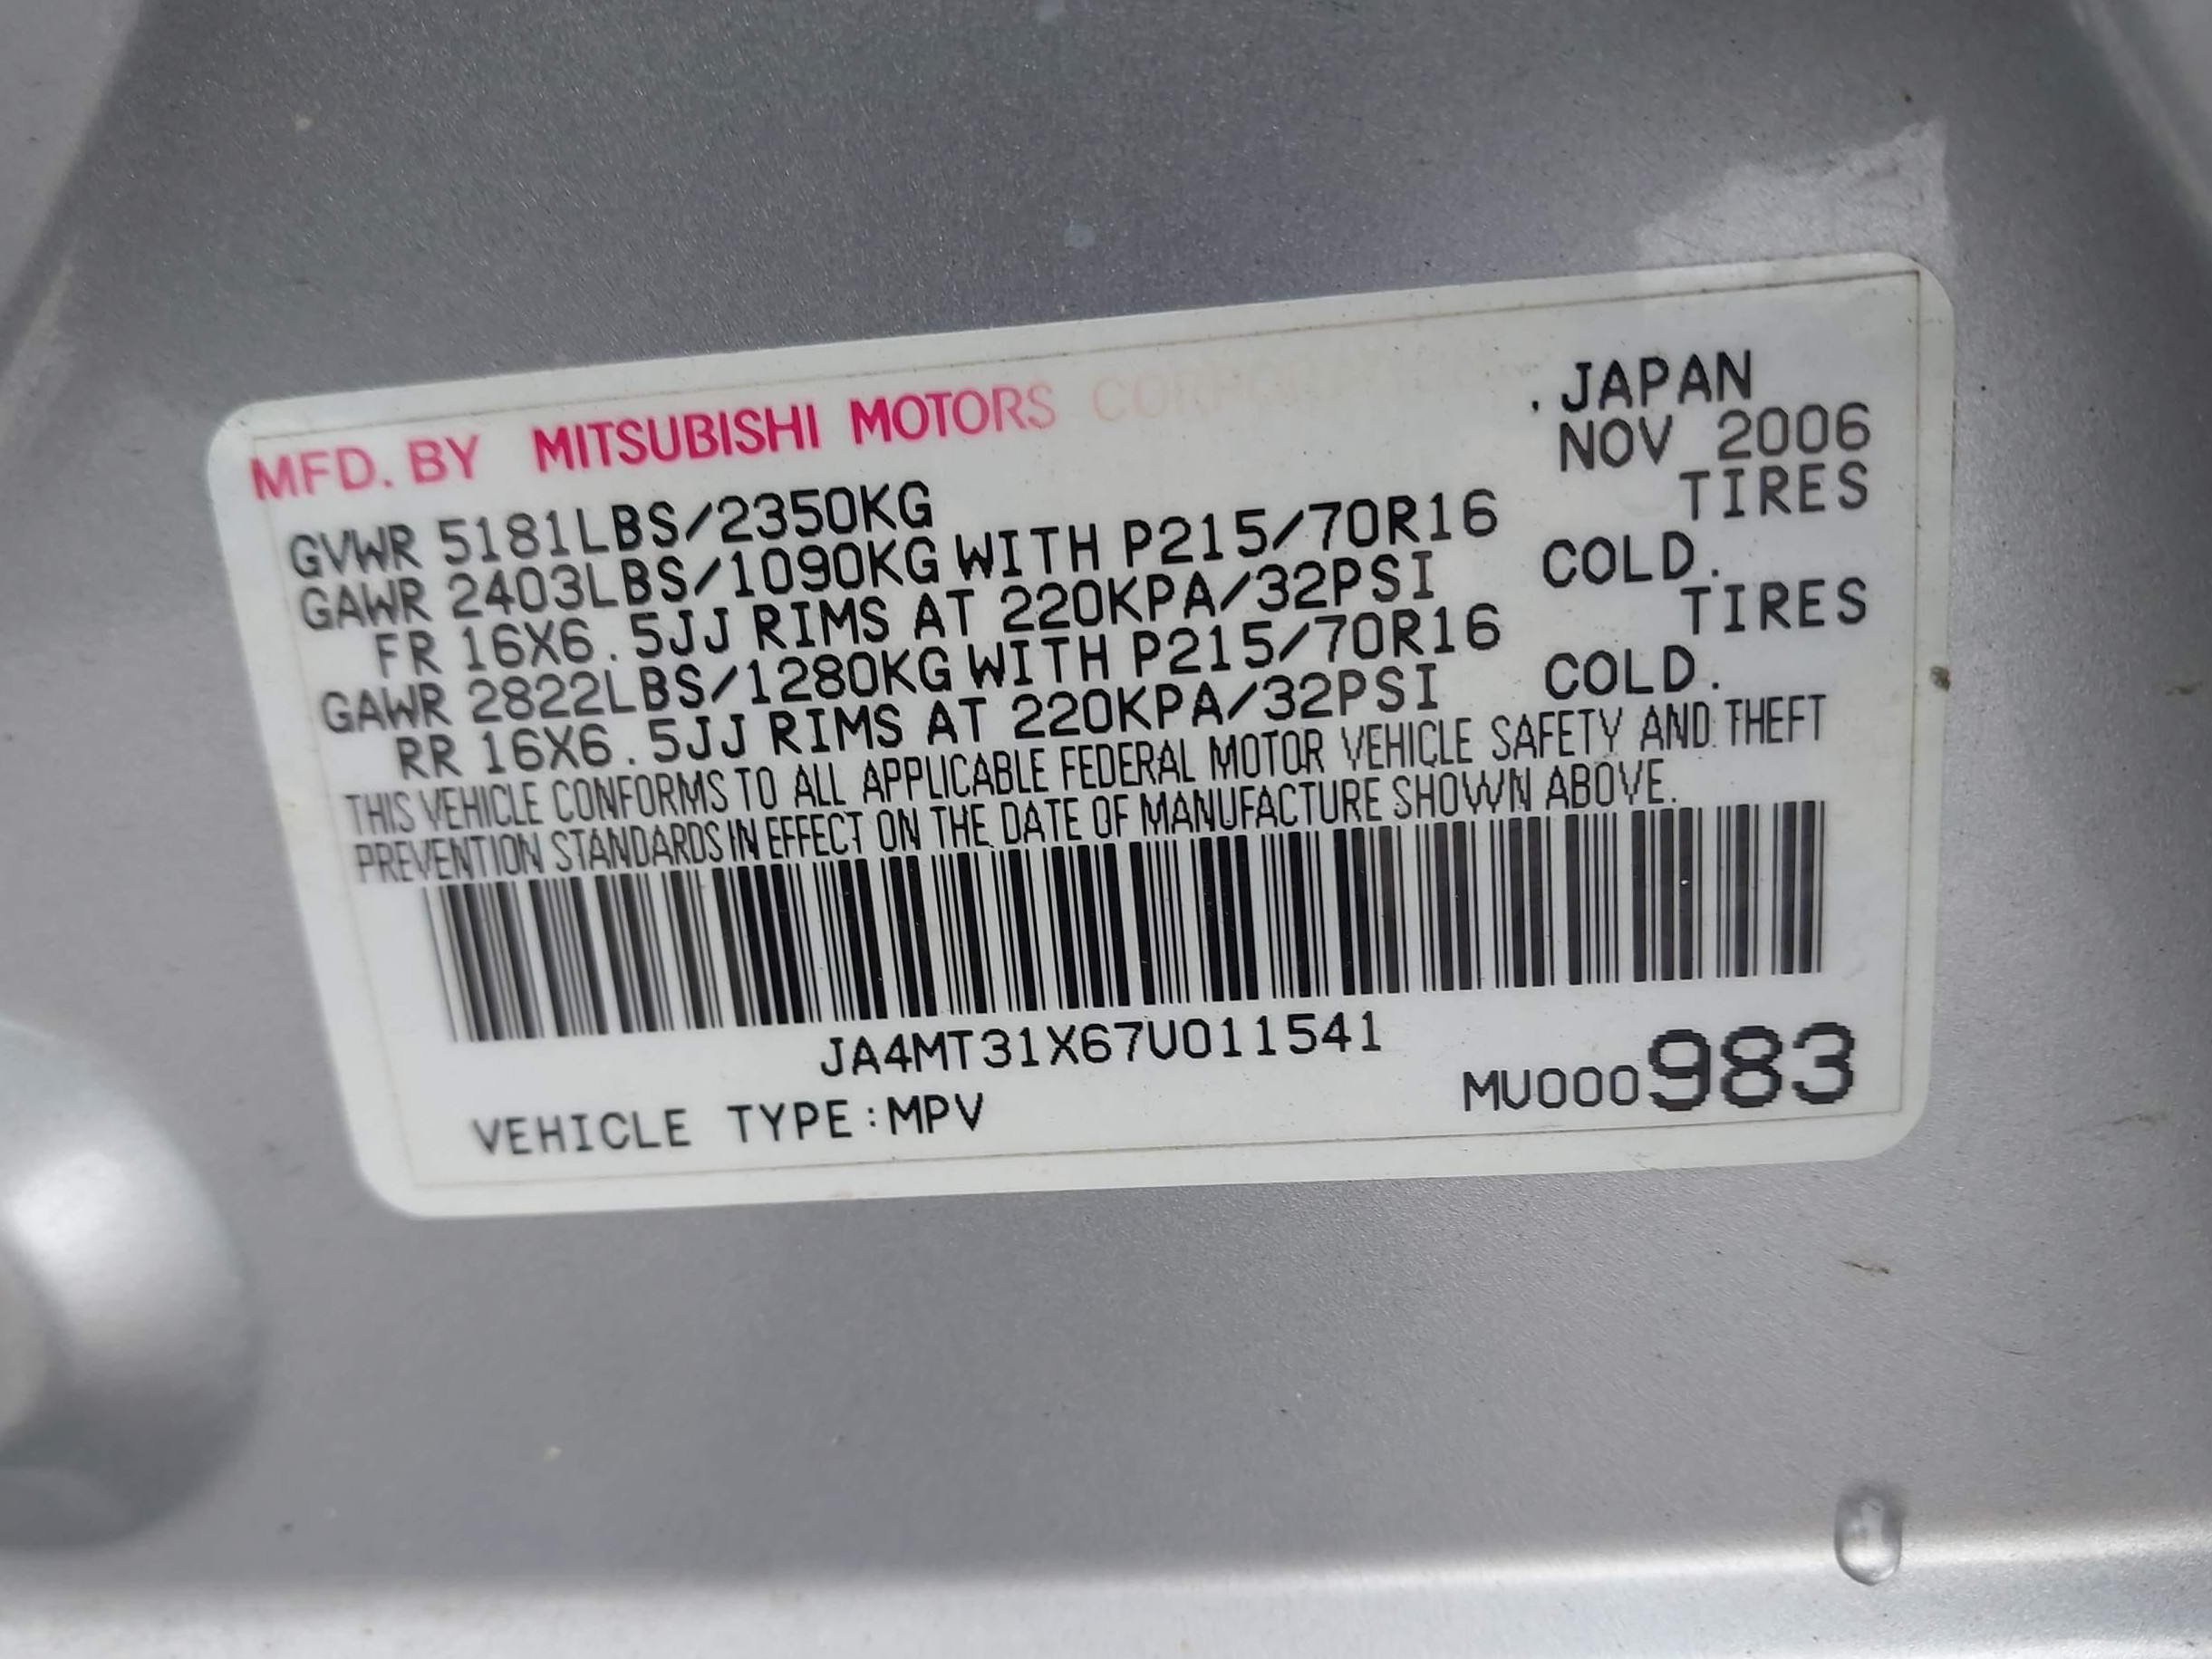 MFD. BY MITSUBISHI MOTORS CORPORATION, JAPAN
NOV 2006
GVWR 5181LBS/2350KG
GAWR 2403LBS/1090KG WITH P215/70R16 TIRES
FR 16X6.5JJ RIMS AT 220KPA/32PSI COLD.
GAWR 2822LBS/1280KG WITH P215/70R16 TIRES
RR 16X6.5JJ RIMS AT 220KPA/32PSI COLD.
THIS VEHICLE CONFORMS TO ALL APPLICABLE FEDERAL MOTOR VEHICLE SAFETY AND THEFT
PREVENTION STANDARDS IN EFFECT ON THE DATE OF MANUFACTURE SHOWN ABOVE.
JA4MT31X67U011541
MU000983
VEHICLE TYPE:MPV